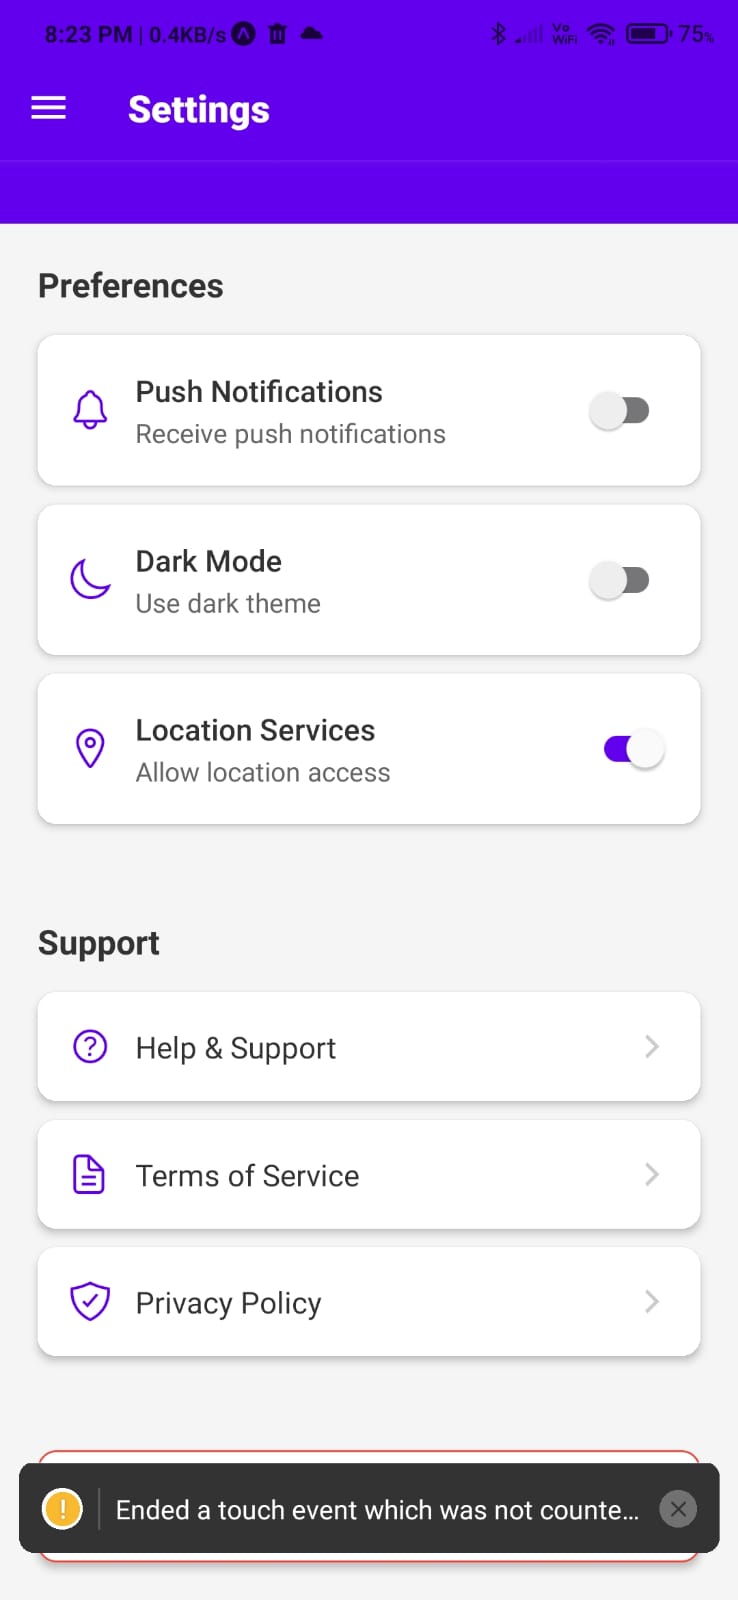 8:23 PM | 0.4KB/s
Vo
WiFi
75%
Settings
Preferences
Push Notifications
Receive push notifications
Dark Mode
Use dark theme
Location Services
Allow location access
Support
Help & Support
Terms of Service
Privacy Policy
Ended a touch event which was not counte...